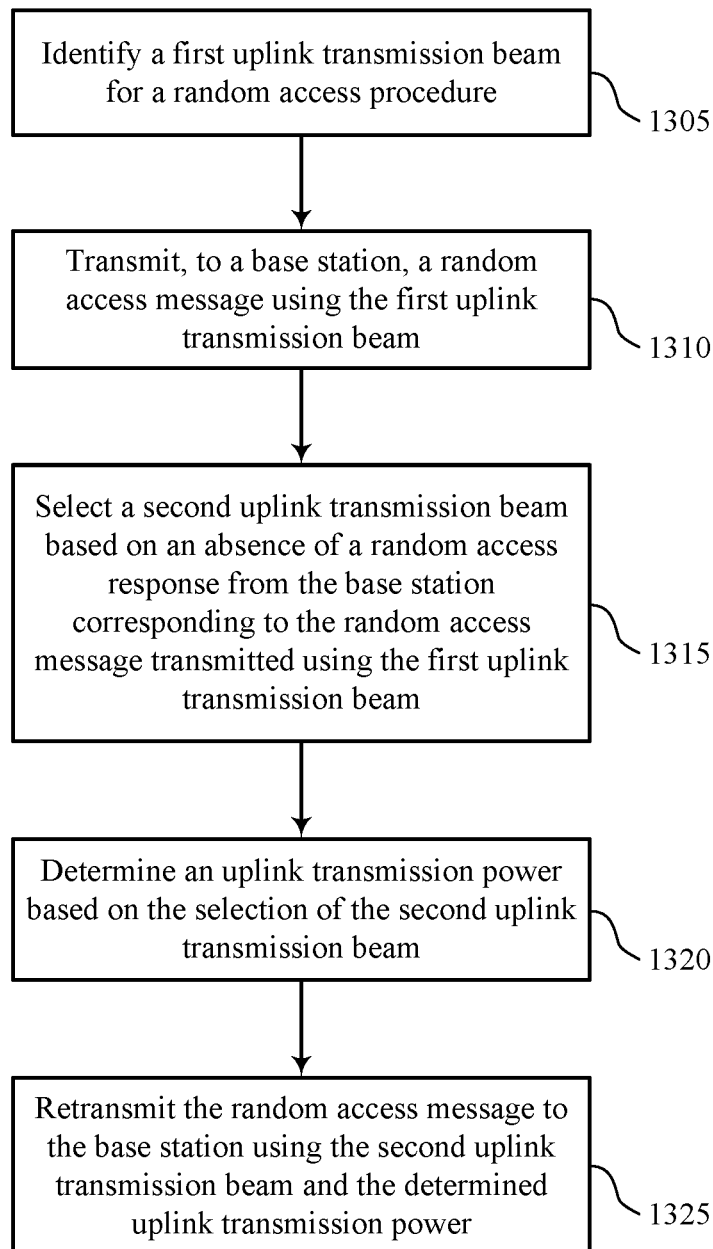 Identify a first uplink transmission beam
for a random access procedure
1305
Transmit, to a base station, a random
access message using the first uplink
transmission beam
1310
Select a second uplink transmission beam
based on an absence of a random access
response from the base station
corresponding to the random access
message transmitted using the first uplink
transmission beam
1315
Determine an uplink transmission power
based on the selection of the second uplink
transmission beam
1320
Retransmit the random access message to
the base station using the second uplink
transmission beam and the determined
uplink transmission power
1325